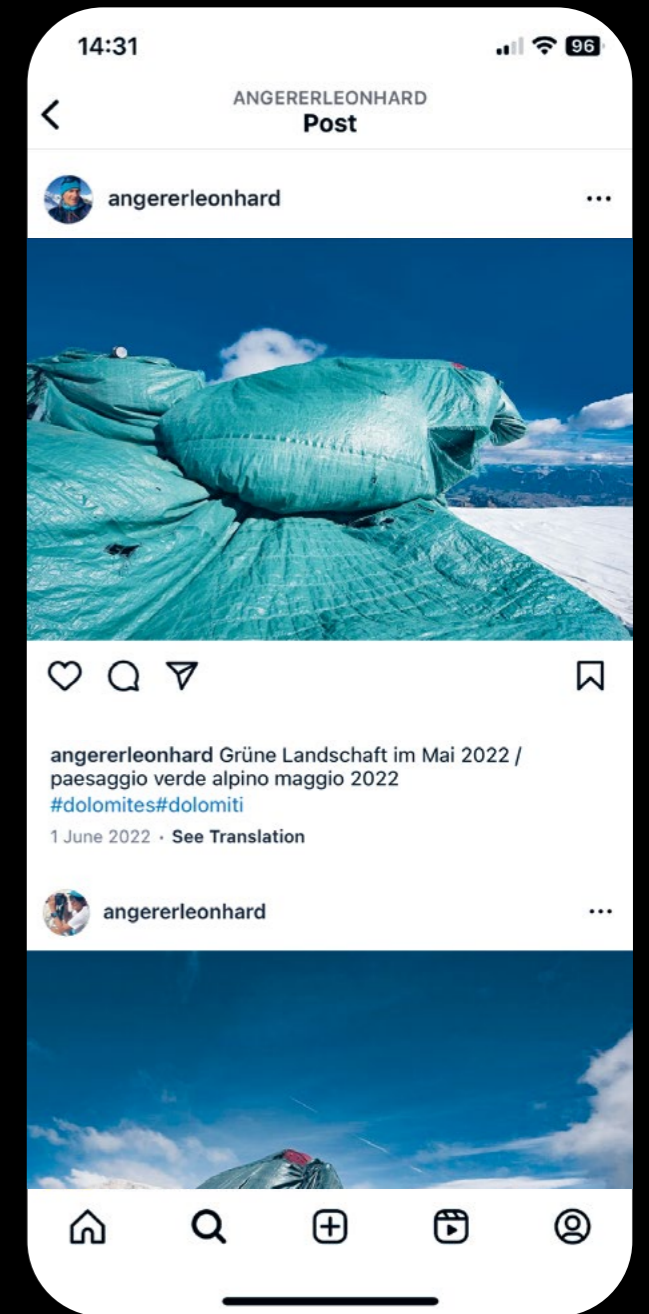 14:31
96
ANGERERLEONHARD
Post
angererleonhard
angererleonhard Grüne Landschaft im Mai 2022 /
paesaggio verde alpino maggio 2022
#dolomites#dolomiti
1 June 2022 · See Translation
angererleonhard